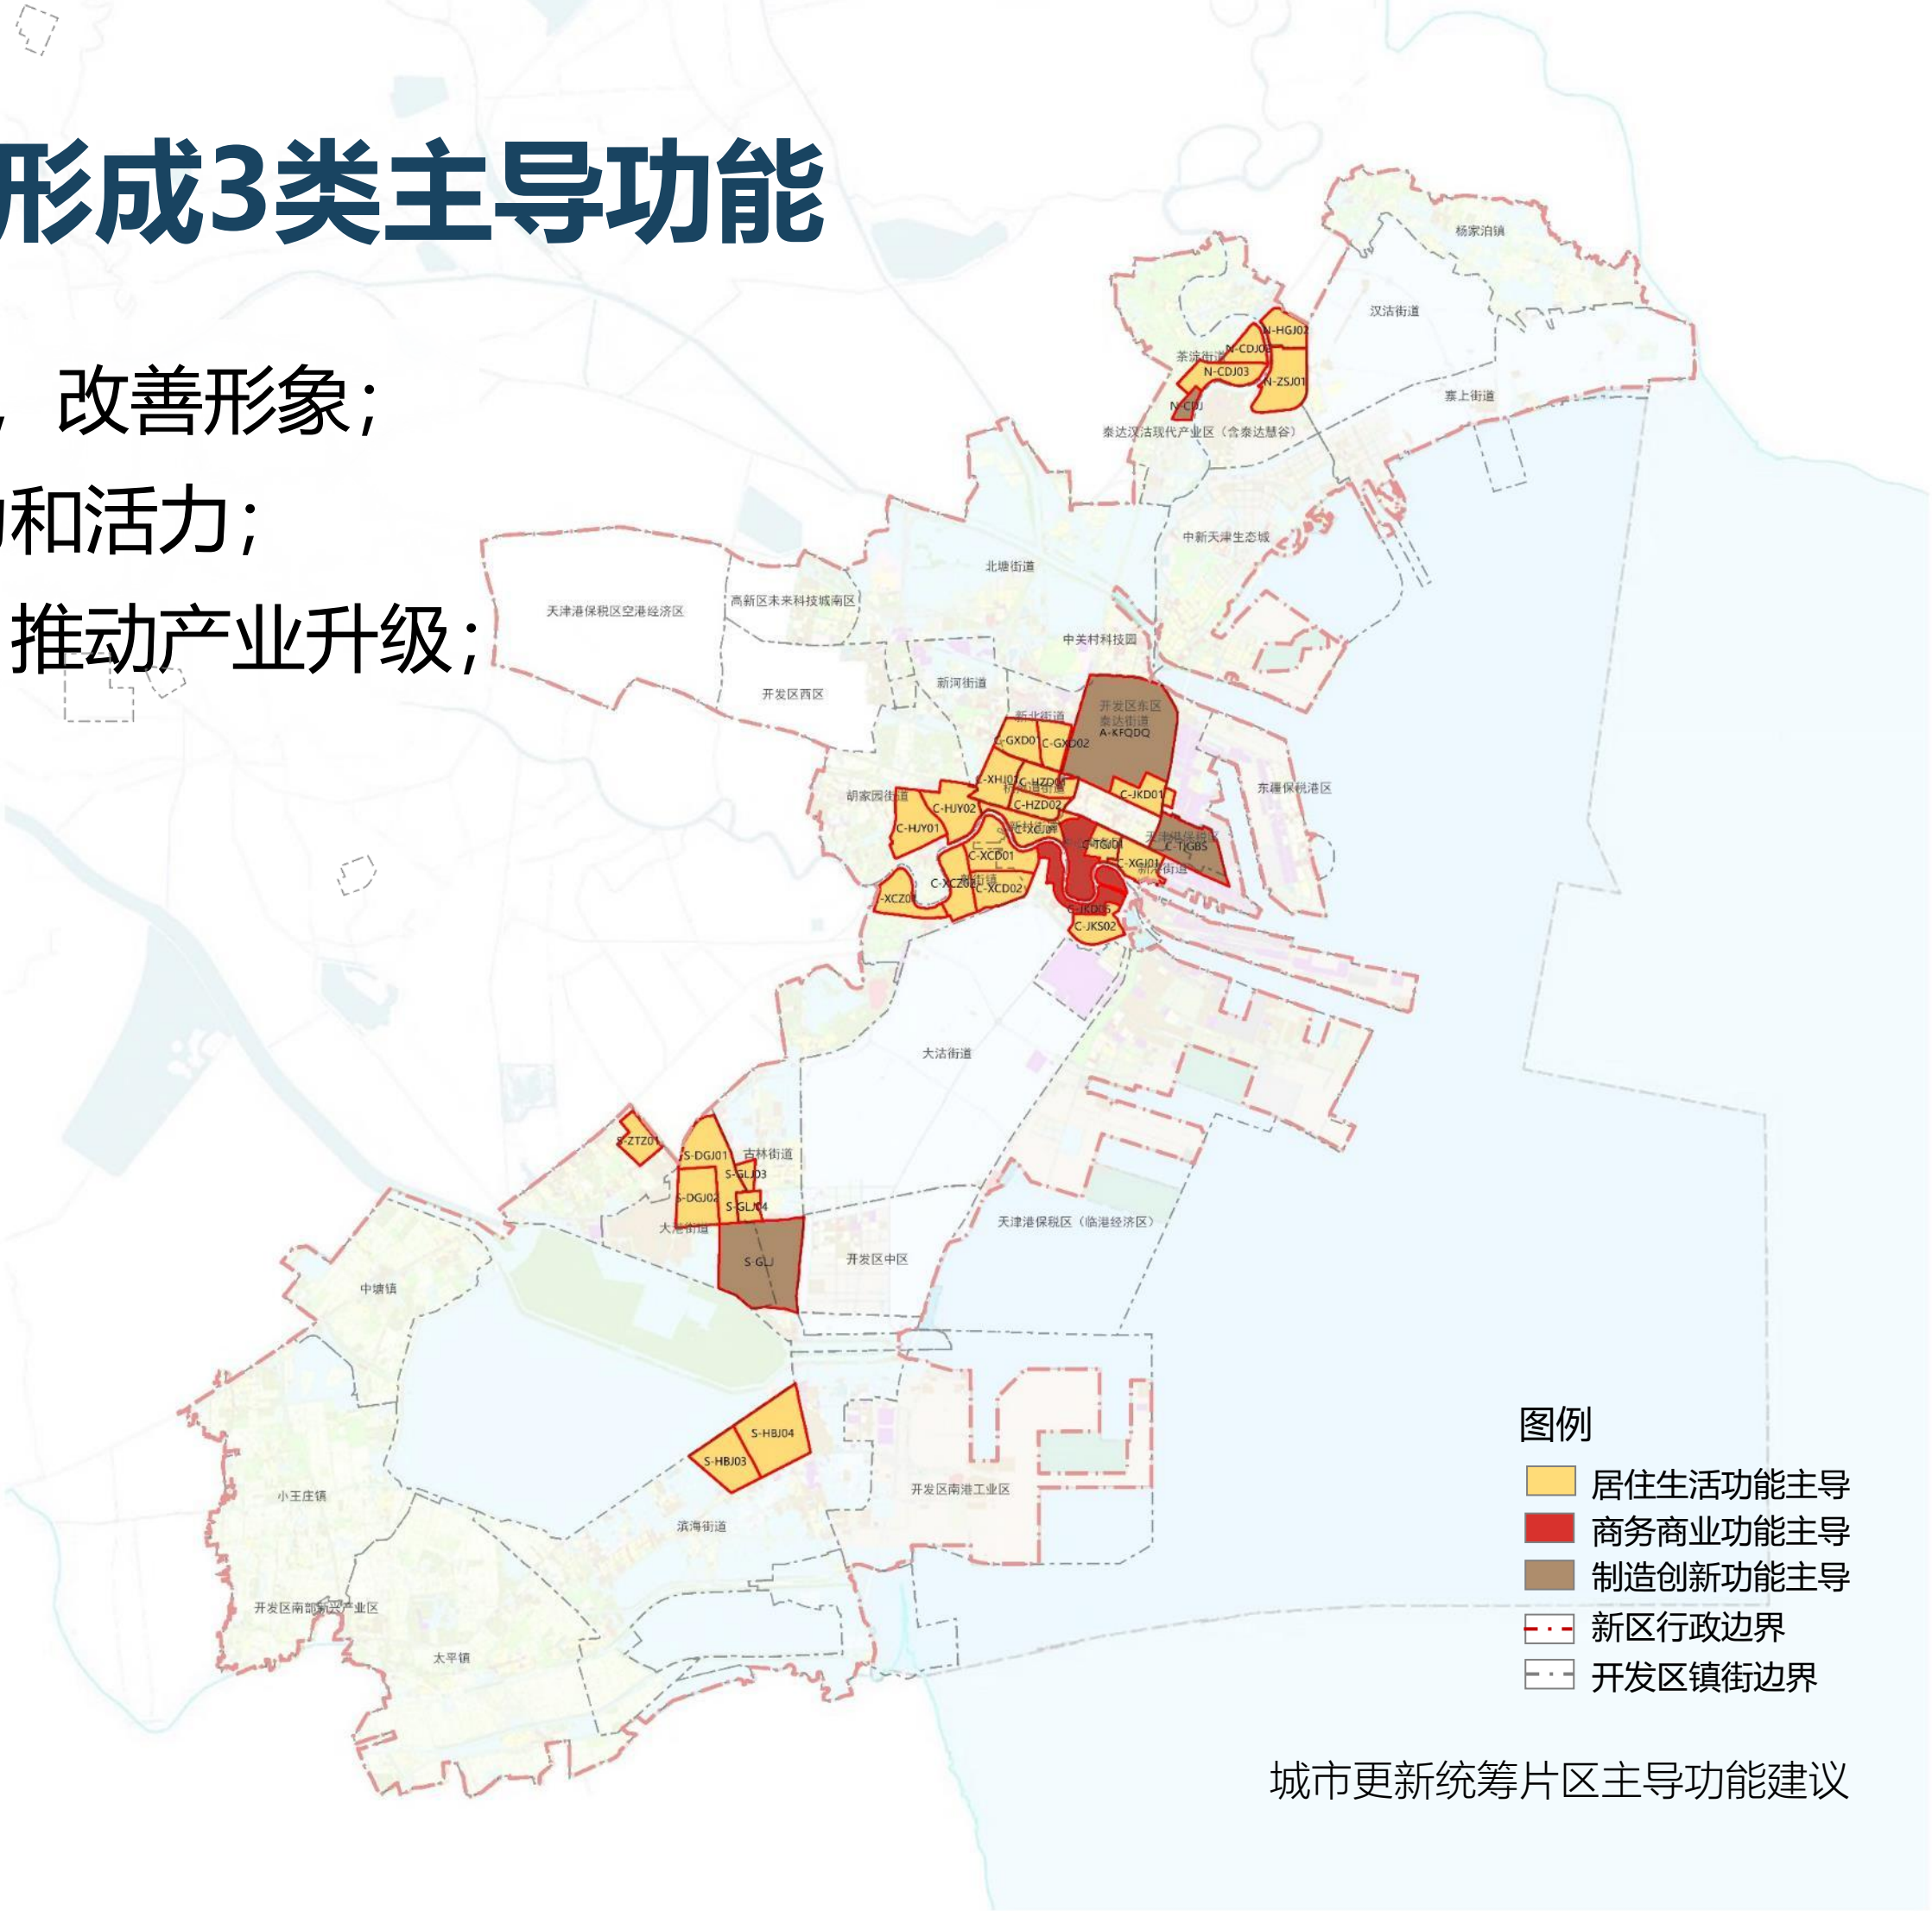 形成3类主导功能
，改善形象；
和活力；
推动产业升级；
杨家泊镇
汉沽街道
N-HGJ02
茶淀街道
N-CDJ03
N-ZSJ01
N-CDJ
寨上街道
泰达汉沽现代产业区（含泰达慧谷）
中新天津生态城
北塘街道
天津港保税区空港经济区
高新区未来科技城南区
中关村科技园
新河街道
开发区西区
新北街道
开发区东区
泰达街道
A-KFQDQ
C-GXD01
C-GXD02
东疆保税港区
胡家园街道
C-HJY02
C-HZD02
C-JKD01
C-HJY01
C-TGJ01
天津港保税区
C-TJGBS
C-XCD01
C-XGJ01
新港街道
C-XCD02
C-JKS02
大沽街道
S-ZTZ01
S-DGJ01
古林街道
S-GLJ03
S-DGJ02
S-GLJ04
大港街道
天津港保税区（临港经济区）
S-GLJ
开发区中区
中塘镇
S-HBJ04
S-HBJ03
开发区南港工业区
小王庄镇
滨海街道
开发区南部新兴产业区
太平镇
图例
居住生活功能主导
商务商业功能主导
制造创新功能主导
新区行政边界
开发区镇街边界
城市更新统筹片区主导功能建议